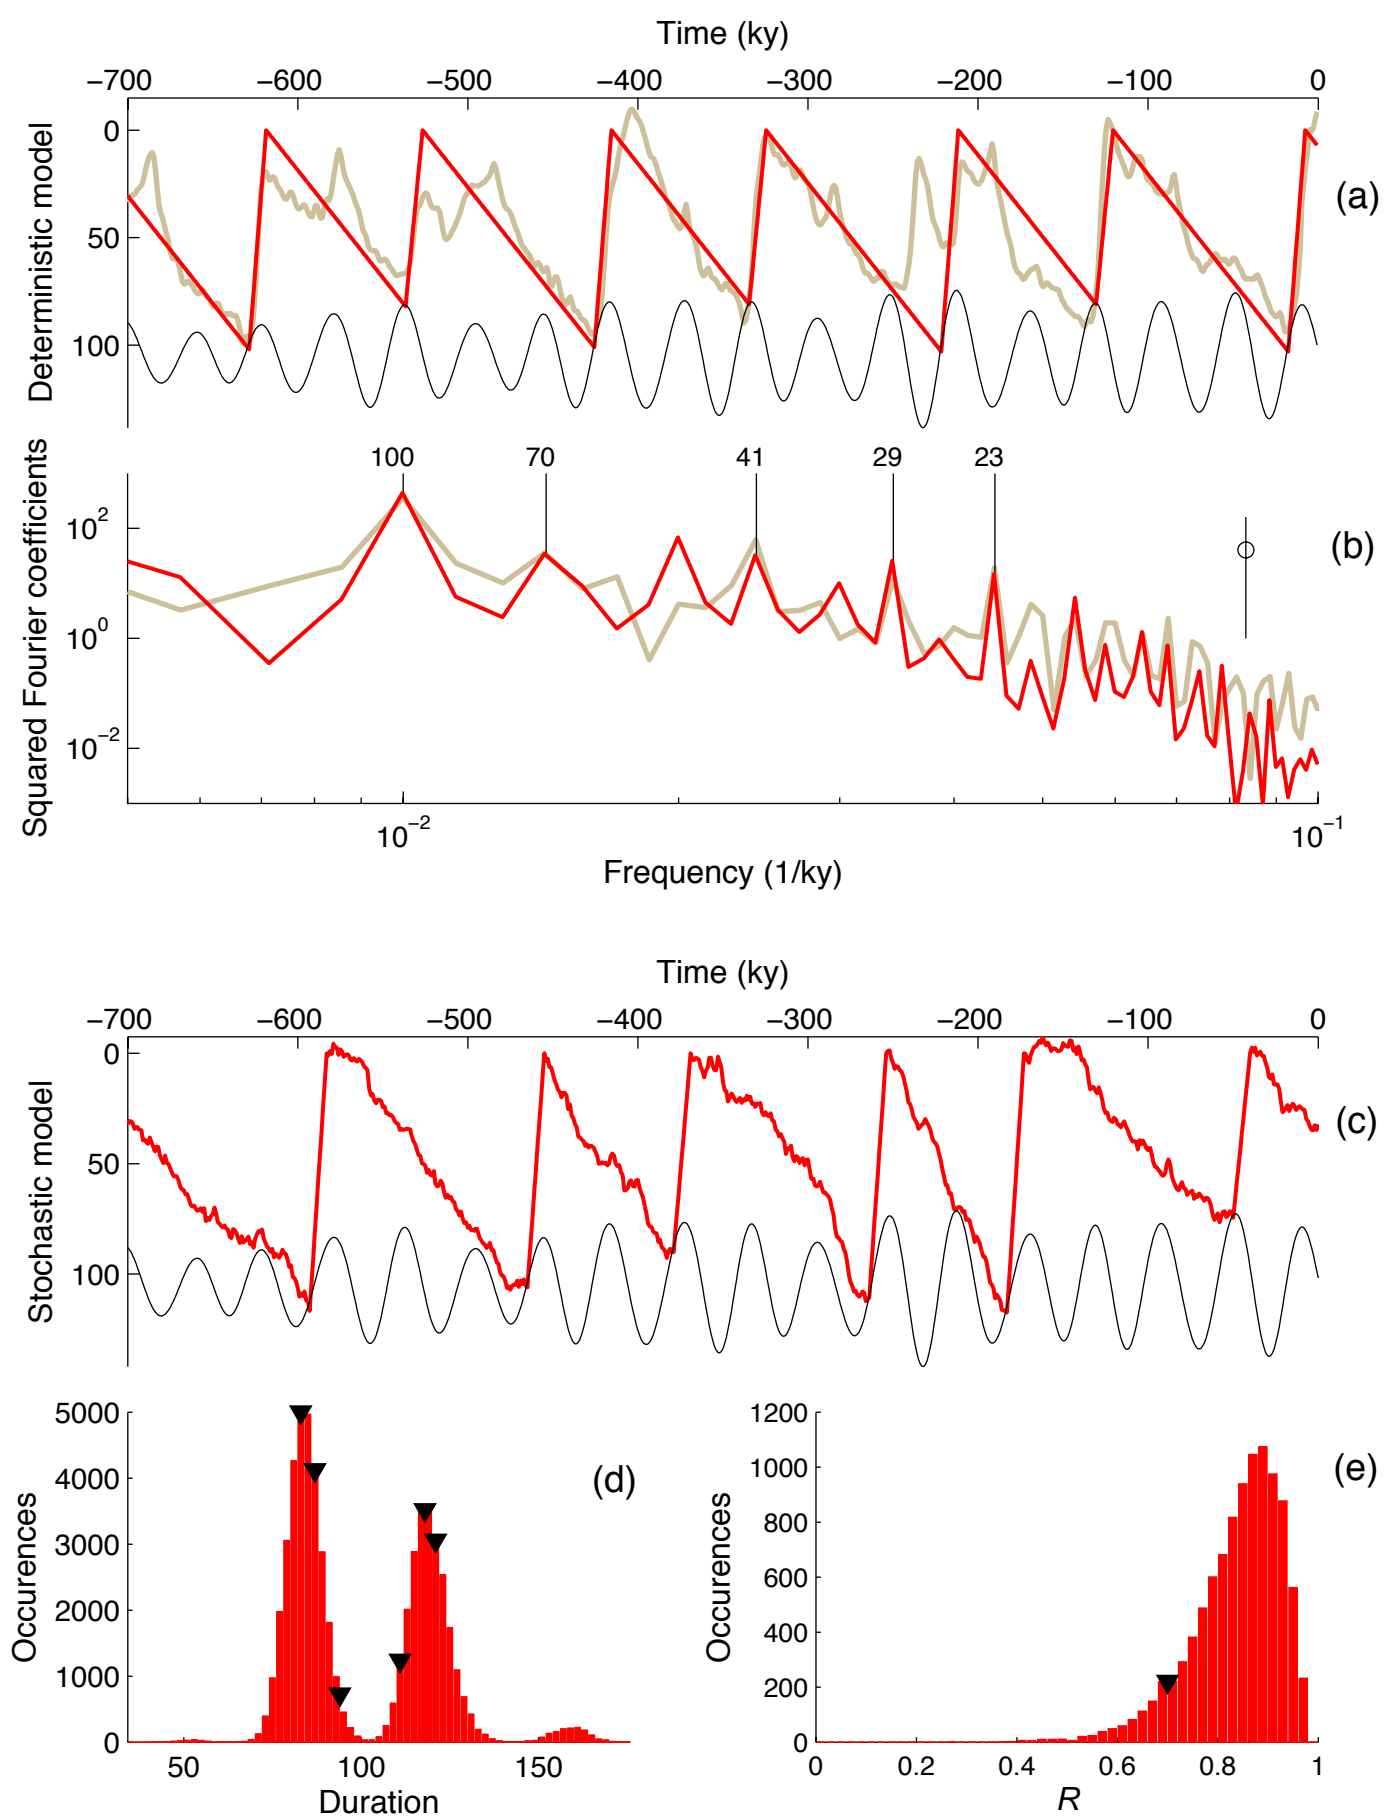 Time (ky)
−700 −600 −500 −400 −300 −200 −100 0
Deterministic model
0
50
100
(a)
Squared Fourier coefficients
10² 
10⁰
10⁻²
100 70 41 29 23
(b)
10⁻² 10⁻¹
Frequency (1/ky)
Time (ky)
−700 −600 −500 −400 −300 −200 −100 0
Stochastic model
0
50
100
(c)
Occurences
5000
4000
3000
2000
1000
0
(d)
50 100 150
Duration
Occurences
1200
1000
800
600
400
200
0
(e)
0 0.2 0.4 0.6 0.8 1
R